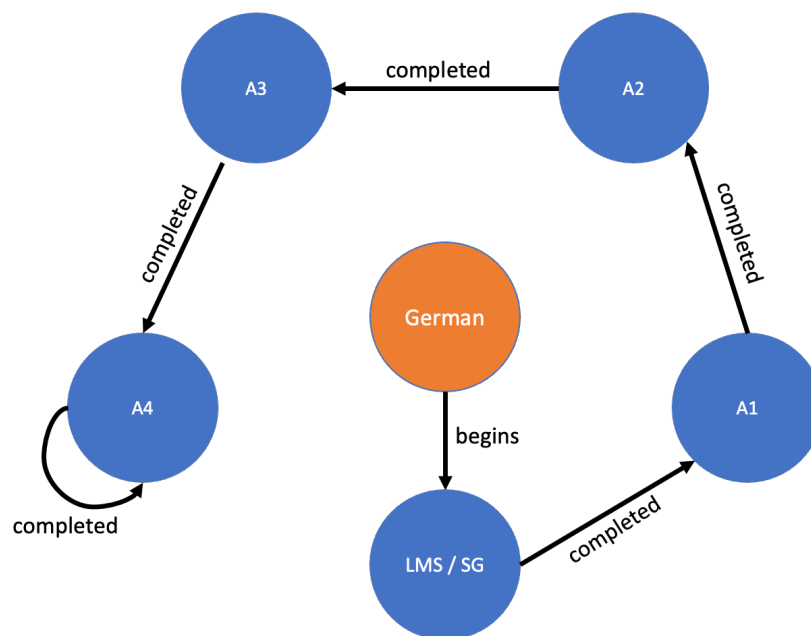 completed
A3
A2
completed
completed
German
A4
A1
begins
completed
completed
LMS / SG